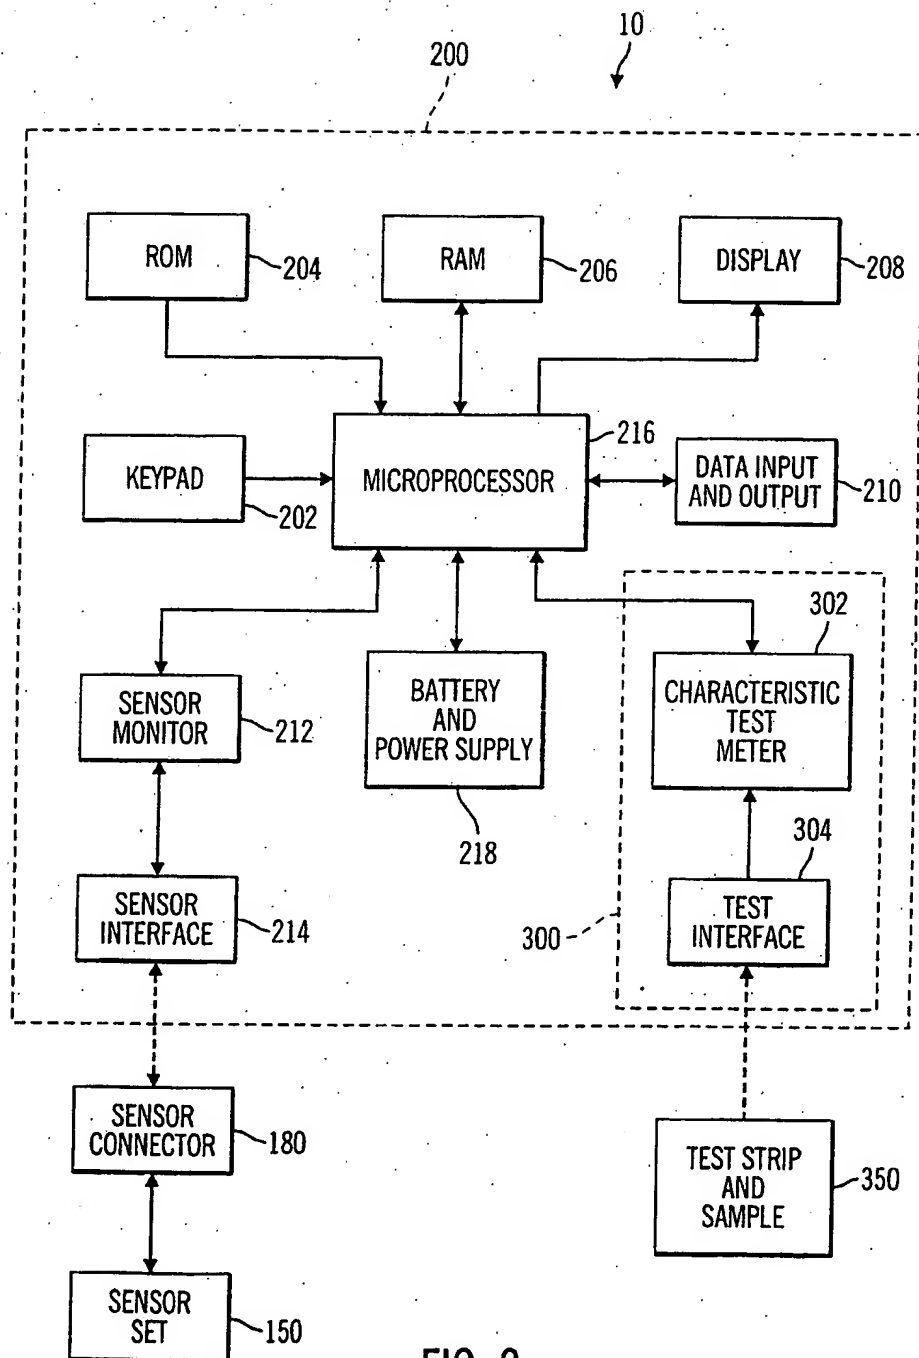 10
200
ROM
204
RAM
206
DISPLAY
208
KEYPAD
202
MICROPROCESSOR
216
DATA INPUT
AND OUTPUT
210
302
SENSOR
MONITOR
212
BATTERY
AND
POWER SUPPLY
218
CHARACTERISTIC
TEST
METER
304
SENSOR
INTERFACE
214
300
TEST
INTERFACE
SENSOR
CONNECTOR
180
TEST STRIP
AND
SAMPLE
350
SENSOR
SET
150